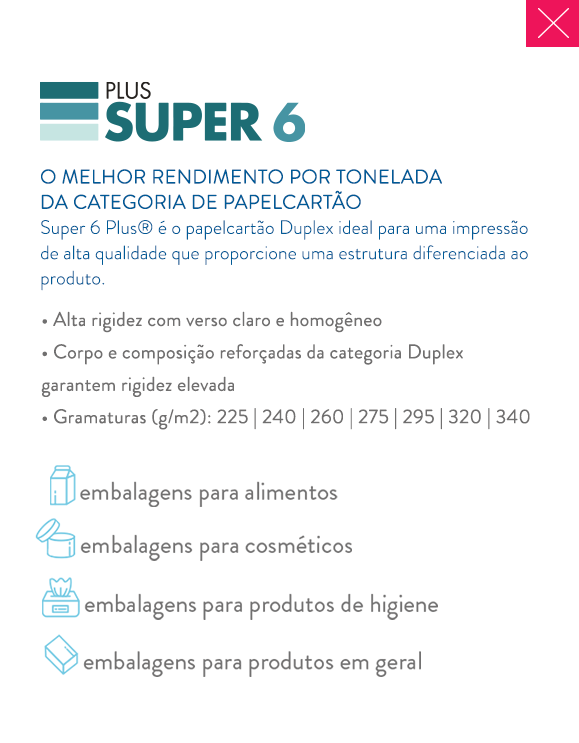 PLUS
SUPER 6
O MELHOR RENDIMENTO POR TONELADA
DA CATEGORIA DE PAPELCARTÃO
Super 6 Plus® é o papelcartão Duplex ideal para uma impressão
de alta qualidade que proporcione uma estrutura diferenciada ao
produto.
• Alta rigidez com verso claro e homogêneo
• Corpo e composição reforçadas da categoria Duplex
garantem rigidez elevada
• Gramaturas (g/m2): 225 | 240 | 260 | 275 | 295 | 320 | 340
embalagens para alimentos
embalagens para cosméticos
embalagens para produtos de higiene
embalagens para produtos em geral